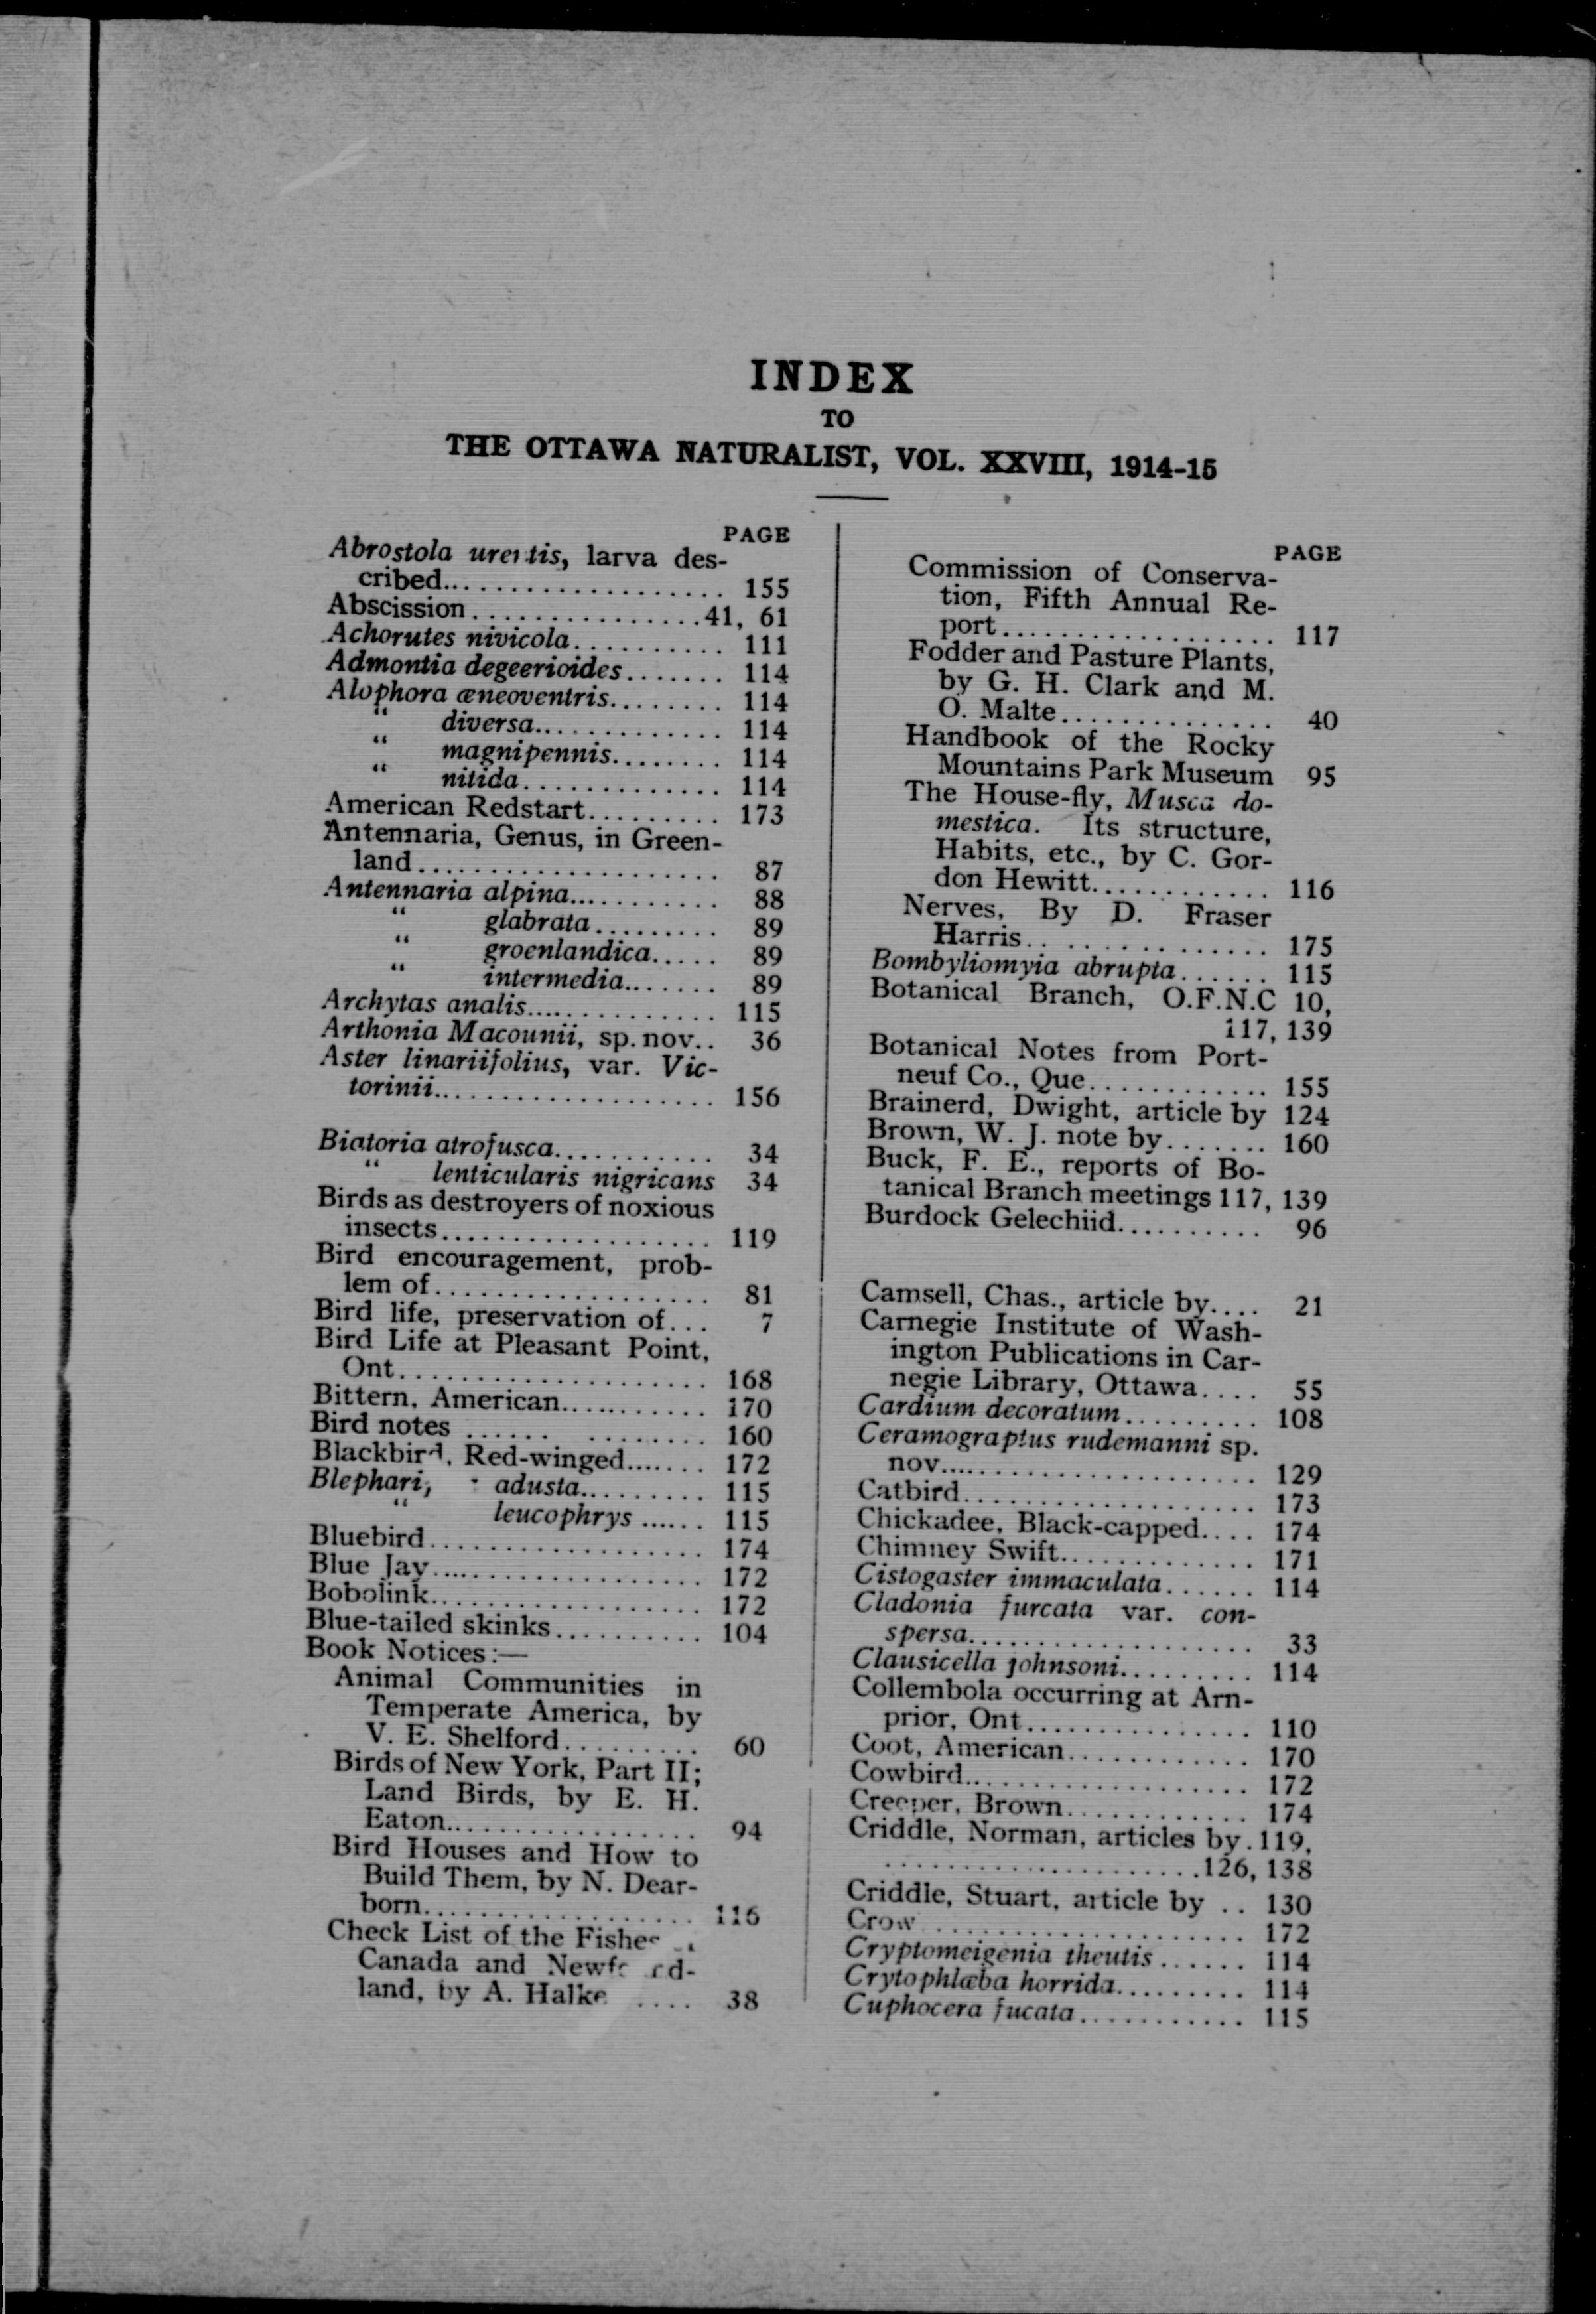 INDEX
TO
THE OTTAWA NATURALIST, VOL. XXVIII, 1914-15
PAGE
Abrostola urentis, larva des-
cribed.................. 155
Abscission...............41, 61
Achorutes nivicola.......... 111
Admontia degeerioides....... 114
Alophora æneoventris........ 114
“ diversa............. 114
“ magnipennis........ 114
“ nitida............. 114
American Redstart......... 173
Antennaria, Genus, in Green-
land.................... 87
Antennaria alpina........... 88
“ glabrata......... 89
“ groenlandica..... 89
“ intermedia....... 89
Archytas analis............. 115
Arthonia Macounii, sp. nov.. 36
Aster linariifolius, var. Vic-
torinii................... 156
Biatoria atrofusca........... 34
“ lenticularis nigricans 34
Birds as destroyers of noxious
insects.................. 119
Bird encouragement, prob-
lem of.................. 81
Bird life, preservation of... 7
Bird Life at Pleasant Point,
Ont..................... 168
Bittern, American........... 170
Bird notes ...... ........ 160
Blackbird, Red-winged....... 172
adusta......... 115
“ leucophrys ...... 115
Bluebird.................. 174
Blue Jay.................. 172
Bobolink.................. 172
Blue-tailed skinks.......... 104
Book Notices:—
Animal Communities in
Temperate America, by
V. E. Shelford......... 60
Birds of New York, Part II;
Land Birds, by E. H.
Eaton................. 94
Bird Houses and How to
Build Them, by N. Dear-
born.................. 116
Check List of the
Canada and
land, by A. .... 38
PAGE
Commission of Conserva-
tion, Fifth Annual Re-
port.................. 117
Fodder and Pasture Plants,
by G. H. Clark and M.
O. Malte.............. 40
Handbook of the Rocky
Mountains Park Museum 95
The House-fly, Musca do-
mestica. Its structure,
Habits, etc., by C. Gor-
don Hewitt............ 116
Nerves, By D. Fraser
Harris................ 175
Bombyliomyia abrupta...... 115
Botanical Branch, O.F.N.C 10,
117, 139
Botanical Notes from Port-
neuf Co., Que............ 155
Brainerd, Dwight, article by 124
Brown, W. J. note by....... 160
Buck, F. E., reports of Bo-
tanical Branch meetings 117, 139
Burdock Gelechiid.......... 96
Camsell, Chas., article by.... 21
Carnegie Institute of Wash-
ington Publications in Car-
negie Library, Ottawa.... 55
Cardium decoratum......... 108
Ceramograptus rudemanni sp.
nov..................... 129
Catbird................... 173
Chickadee, Black-capped.... 174
Chimney Swift............. 171
Cistogaster immaculata...... 114
Cladonia furcata var. con-
spersa................... 33
Clausicella johnsoni......... 114
Collembola occurring at Arn-
prior, Ont............... 110
Coot, American............ 170
Cowbird................... 172
Creeper, Brown............ 174
Criddle, Norman, articles by.119,
.....................126, 138
Criddle, Stuart, article by .. 130
Crow ..................... 172
Cryptomeigenia theutis...... 114
Crytophlæba horrida......... 114
Cuphocera fucata........... 115